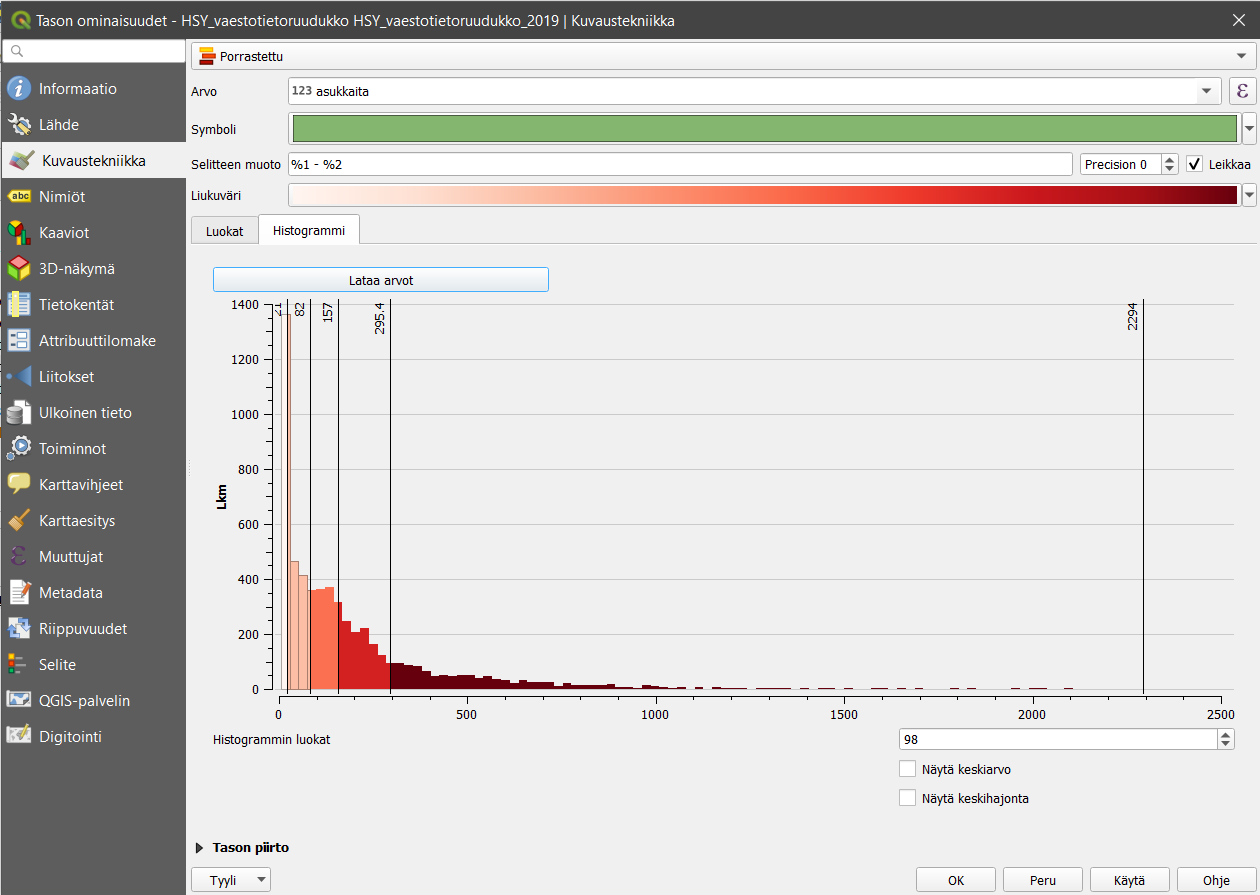 Tason ominaisuudet - HSY_vaestotietoruudukko HSY_vaestotietoruudukko_2019 | Kuvaustekniikka
Informaatio
Lähde
Kuvaustekniikka
abc Nimiöt
Kaaviot
3D-näkymä
Tietokentät
Attribuuttilomake
Liitokset
Ulkoinen tieto
Toiminnot
Karttavihjeet
Karttaesitys
Muuttujat
Metadata
Riippuvuudet
Selite
QGIS-palvelin
Digitointi
Porrastettu
Arvo 123 asukkaita ε
Symboli
Selitteen muoto %1 - %2 Precision 0 Leikkaa
Liukuväri
Luokat Histogrammi
Lataa arvot
82 157 295.4 2294
1400
1200
1000
800
600
400
200
0
Lkm
0 500 1000 1500 2000 2500
Histogrammin luokat 98
Näytä keskiarvo
Näytä keskihajonta
Tason piirto
Tyyli OK Peru Käytä Ohje